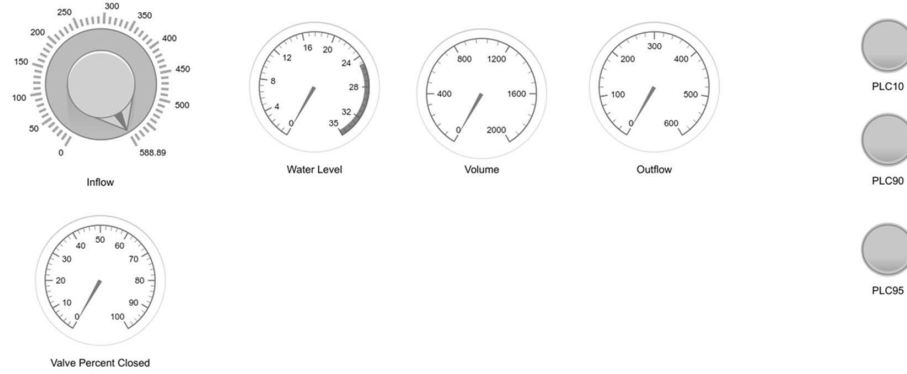 0 50 100 150 200 250 300 350 400 450 500 588.89
Inflow
0 4 8 12 16 20 24 28 32 35
Water Level
0 400 800 1200 1600 2000
Volume
0 100 200 300 400 500 600
Outflow
PLC10
PLC90
PLC95
0 10 20 30 40 50 60 70 80 90 100
Valve Percent Closed